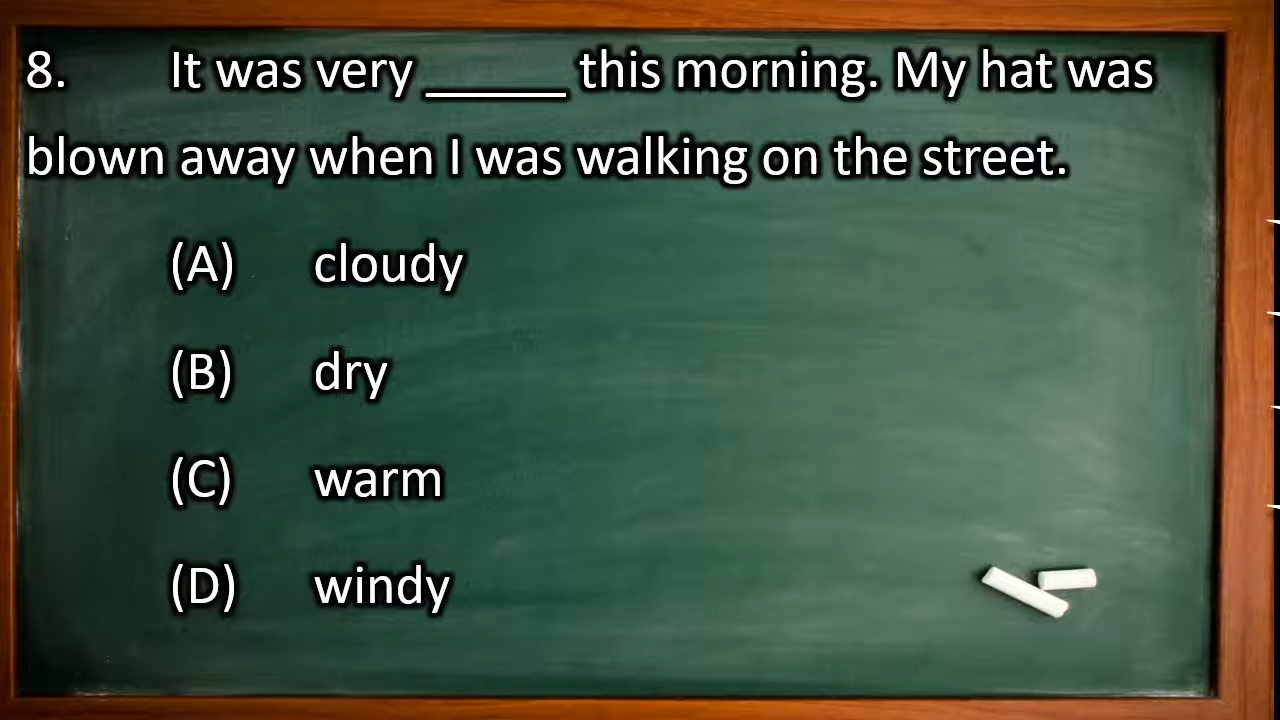 8. It was very _____ this morning. My hat was
blown away when I was walking on the street.
(A) cloudy
(B) dry
(C) warm
(D) windy